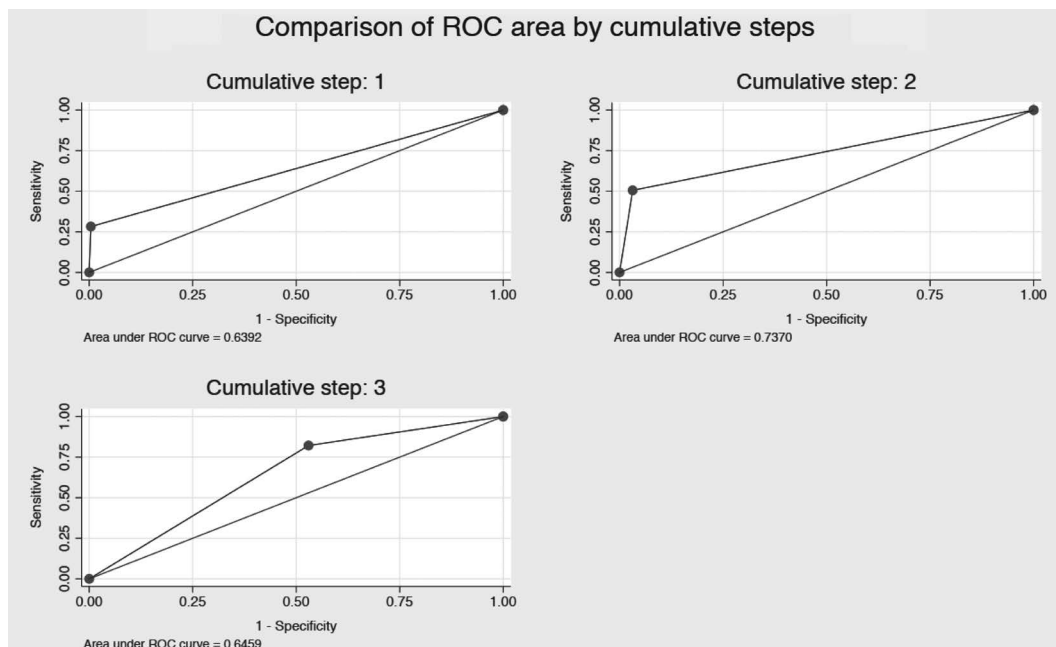 Comparison of ROC area by cumulative steps
Cumulative step: 1
1.00
0.75
Sensitivity
0.50
0.25
0.00
0.00 0.25 0.50 0.75 1.00
1 - Specificity
Area under ROC curve = 0.6392
Cumulative step: 2
1.00
0.75
Sensitivity
0.50
0.25
0.00
0.00 0.25 0.50 0.75 1.00
1 - Specificity
Area under ROC curve = 0.7370
Cumulative step: 3
1.00
0.75
Sensitivity
0.50
0.25
0.00
0.00 0.25 0.50 0.75 1.00
1 - Specificity
Area under ROC curve = 0.6459